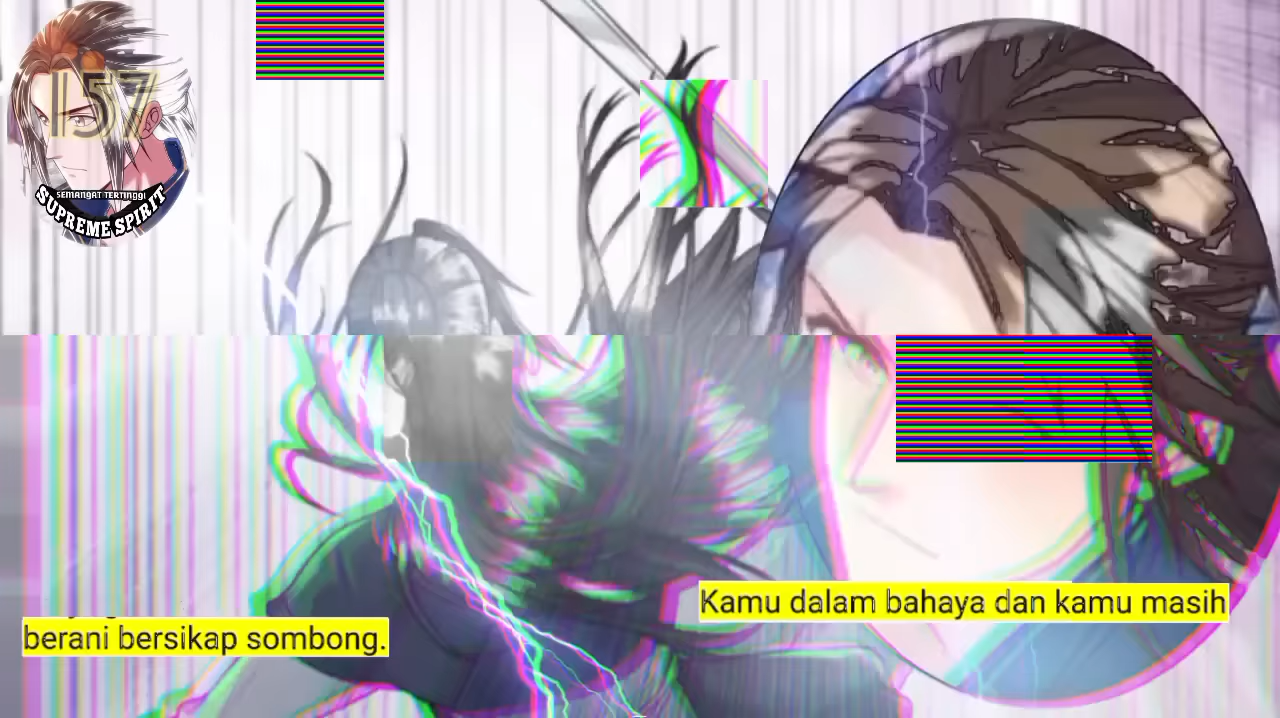 157
SEMANGAT TERTINGGI
SUPREME SPIRIT
Kamu dalam bahaya dan kamu masih
berani bersikap sombong.